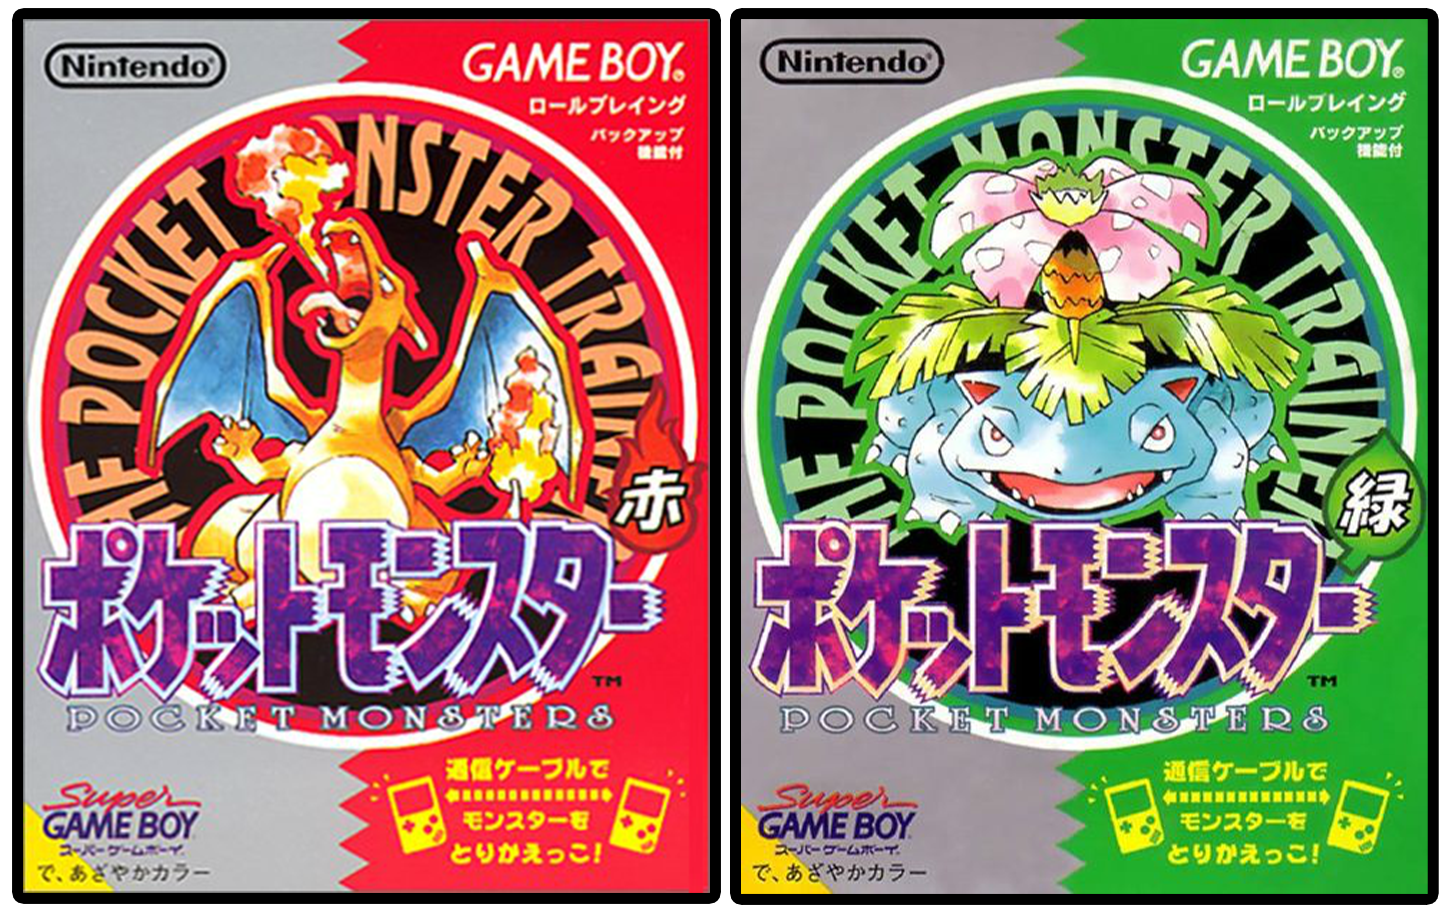 Nintendo
GAME BOY
ロールプレイング
バックアップ
機能付
THE POCKET MONSTER TRAINER
赤
ポケットモンスター
TM
POCKET MONSTERS
通信ケーブルで
モンスターを
とりかえっこ!
Super
GAME BOY
スーパーゲームボーイ
で、あざやかカラー
Nintendo
GAME BOY
ロールプレイング
バックアップ
機能付
POCKET MONSTER TRAINE
緑
ポケットモンスター
TM
POCKET MONSTERS
通信ケーブルで
モンスターを
とりかえっこ!
Super
GAME BOY
スーパーゲームボーイ
で、あざやかカラー